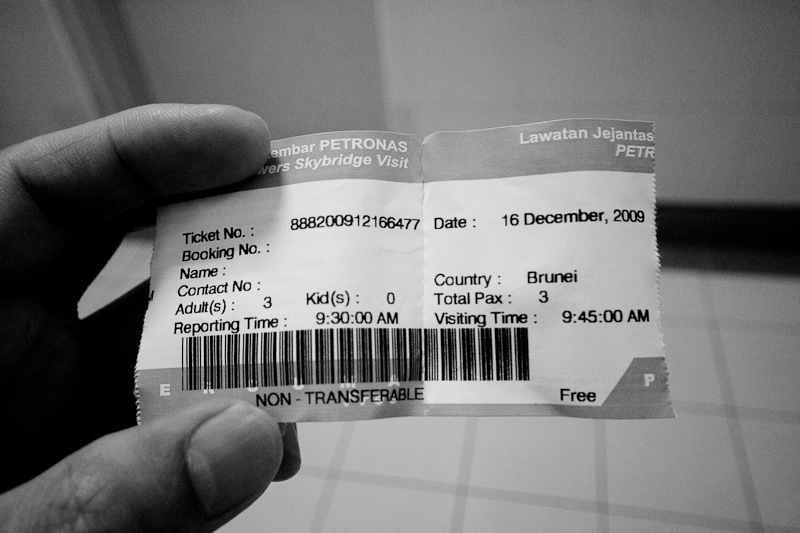 embar PETRONAS
wers Skybridge Visit
Lawatan Jejantas
PETR
Ticket No. : 888200912166477
Date : 16 December, 2009
Booking No. :
Name :
Contact No :
Country : Brunei
Adult(s) : 3 Kid(s) : 0
Total Pax : 3
Reporting Time : 9:30:00 AM
Visiting Time : 9:45:00 AM
NON - TRANSFERABLE
Free
P